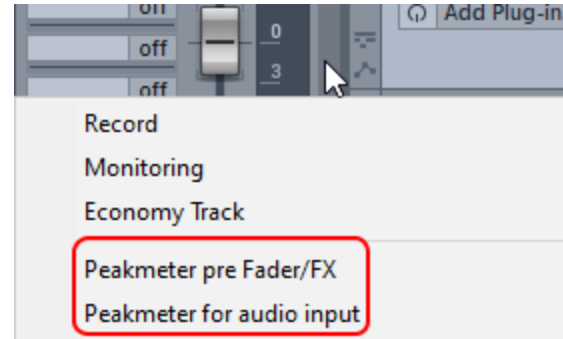 off
0
Add Plug-in
off
3
off
Record
Monitoring
Economy Track
Peakmeter pre Fader/FX
Peakmeter for audio input